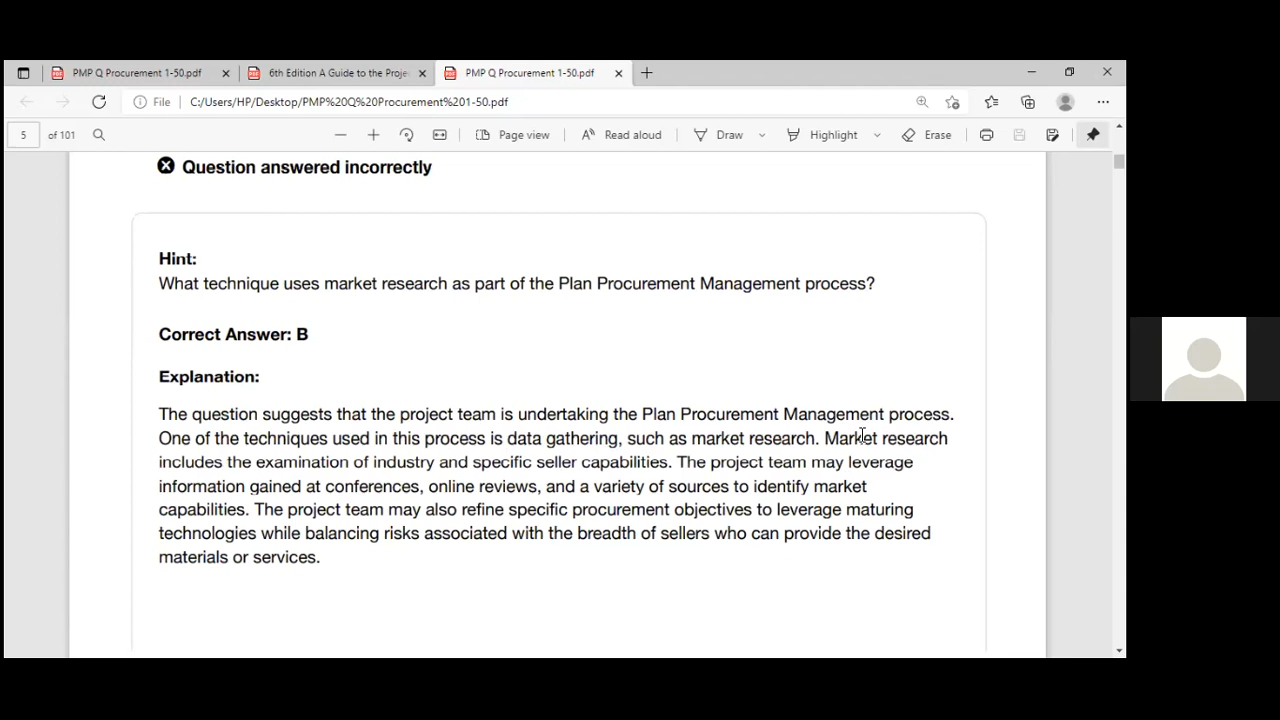 PMP Q Procurement 1-50.pdf
6th Edition A Guide to the Proje
PMP Q Procurement 1-50.pdf
File C:/Users/HP/Desktop/PMP%20Q%20Procurement%201-50.pdf
5 of 101 Page view Read aloud Draw Highlight Erase
Question answered incorrectly
Hint:
What technique uses market research as part of the Plan Procurement Management process?
Correct Answer: B
Explanation:
The question suggests that the project team is undertaking the Plan Procurement Management process.
One of the techniques used in this process is data gathering, such as market research. Market research
includes the examination of industry and specific seller capabilities. The project team may leverage
information gained at conferences, online reviews, and a variety of sources to identify market
capabilities. The project team may also refine specific procurement objectives to leverage maturing
technologies while balancing risks associated with the breadth of sellers who can provide the desired
materials or services.